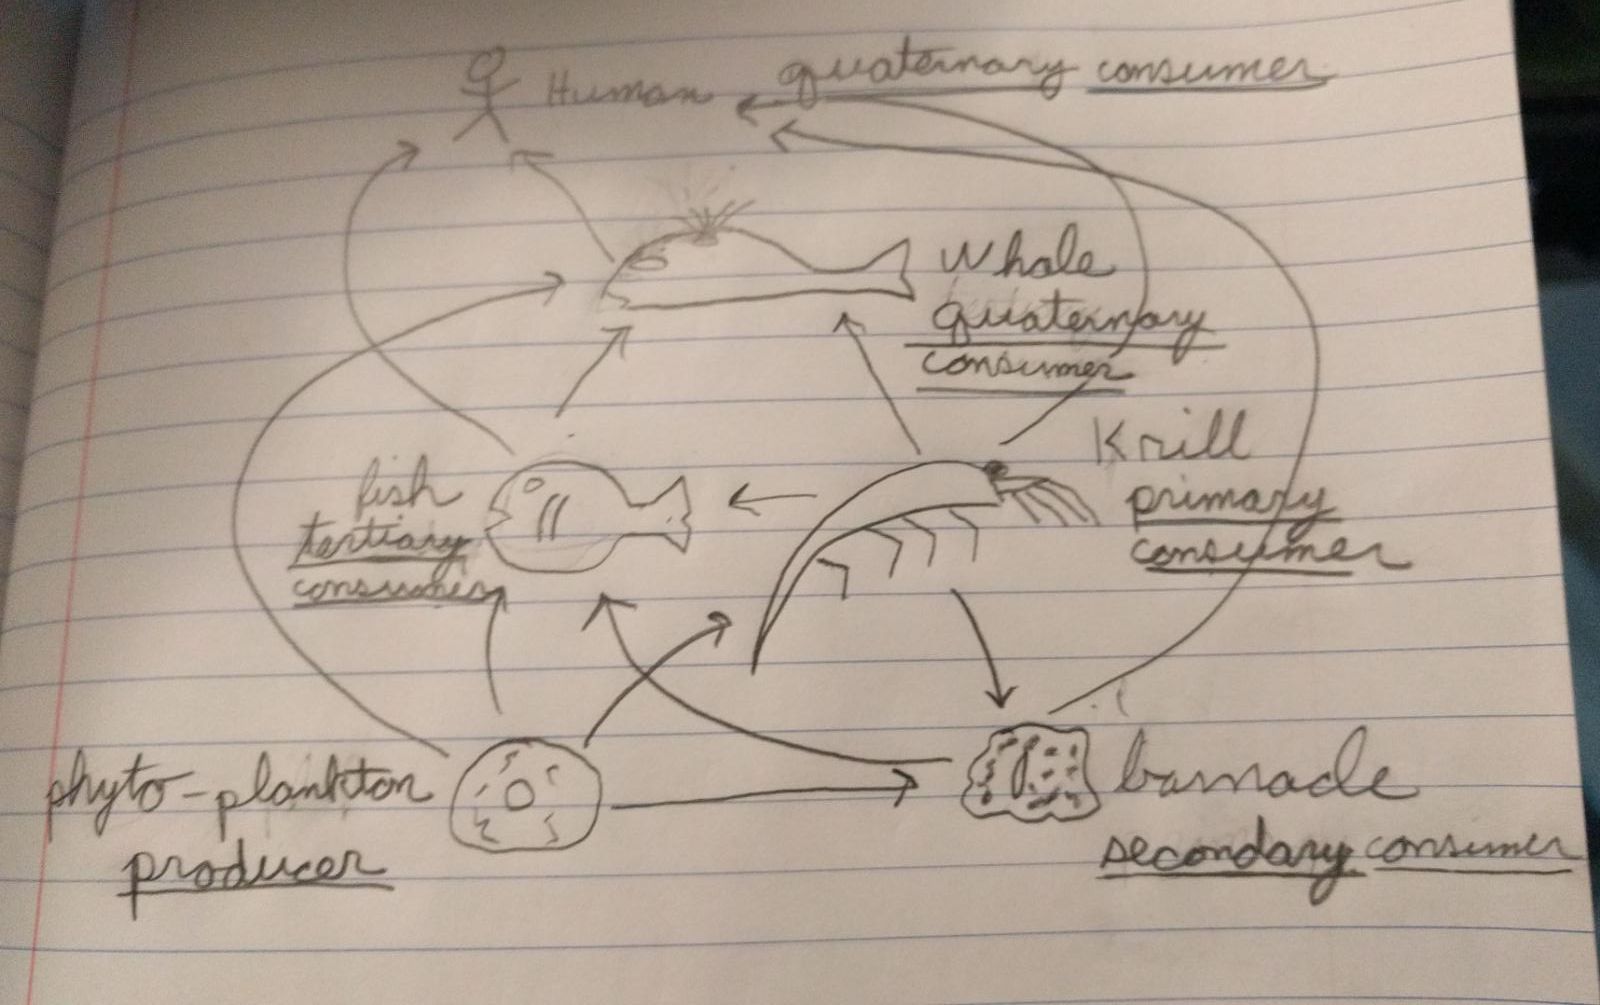 Human quaternary consumer
Whale
quaternary
consumer
Krill
primary
consumer
fish
tertiary
consumer
phyto-plankton
producer
barnacle
secondary consumer